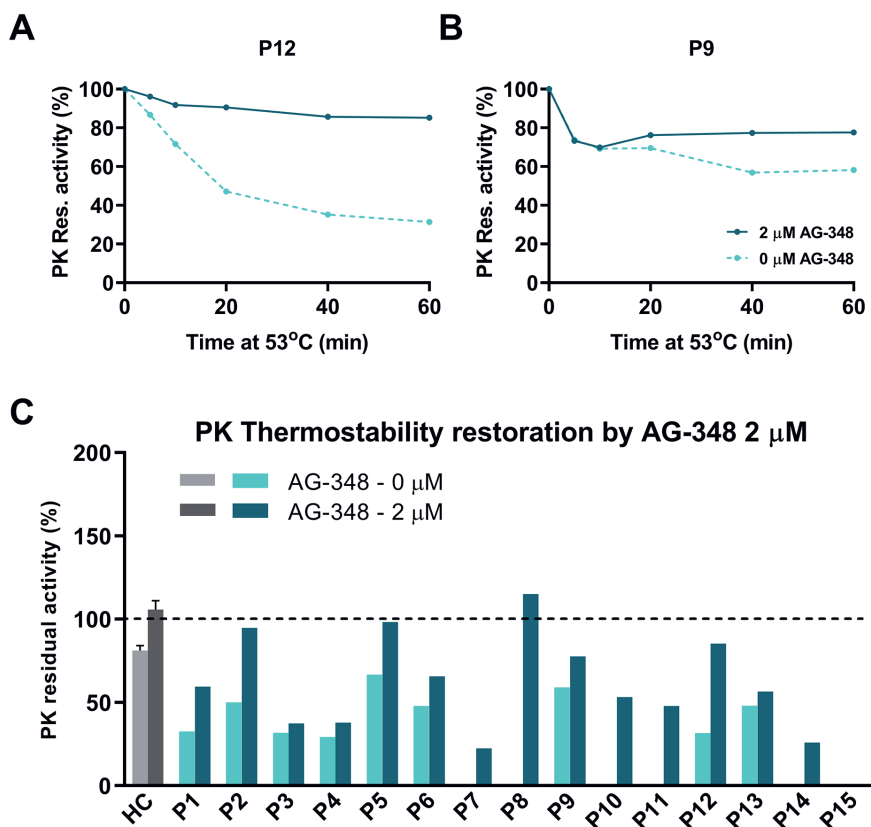 A
P12
PK Res. activity (%)
100
80
60
40
20
0
0 20 40 60
Time at 53°C (min)
B
P9
PK Res. activity (%)
100
80
60
40
20
0
2 μM AG-348
0 μM AG-348
0 20 40 60
Time at 53°C (min)
C
PK Thermostability restoration by AG-348 2 μM
PK residual activity (%)
200
150
100
50
0
AG-348 - 0 μM
AG-348 - 2 μM
HC P1 P2 P3 P4 P5 P6 P7 P8 P9 P10 P11 P12 P13 P14 P15